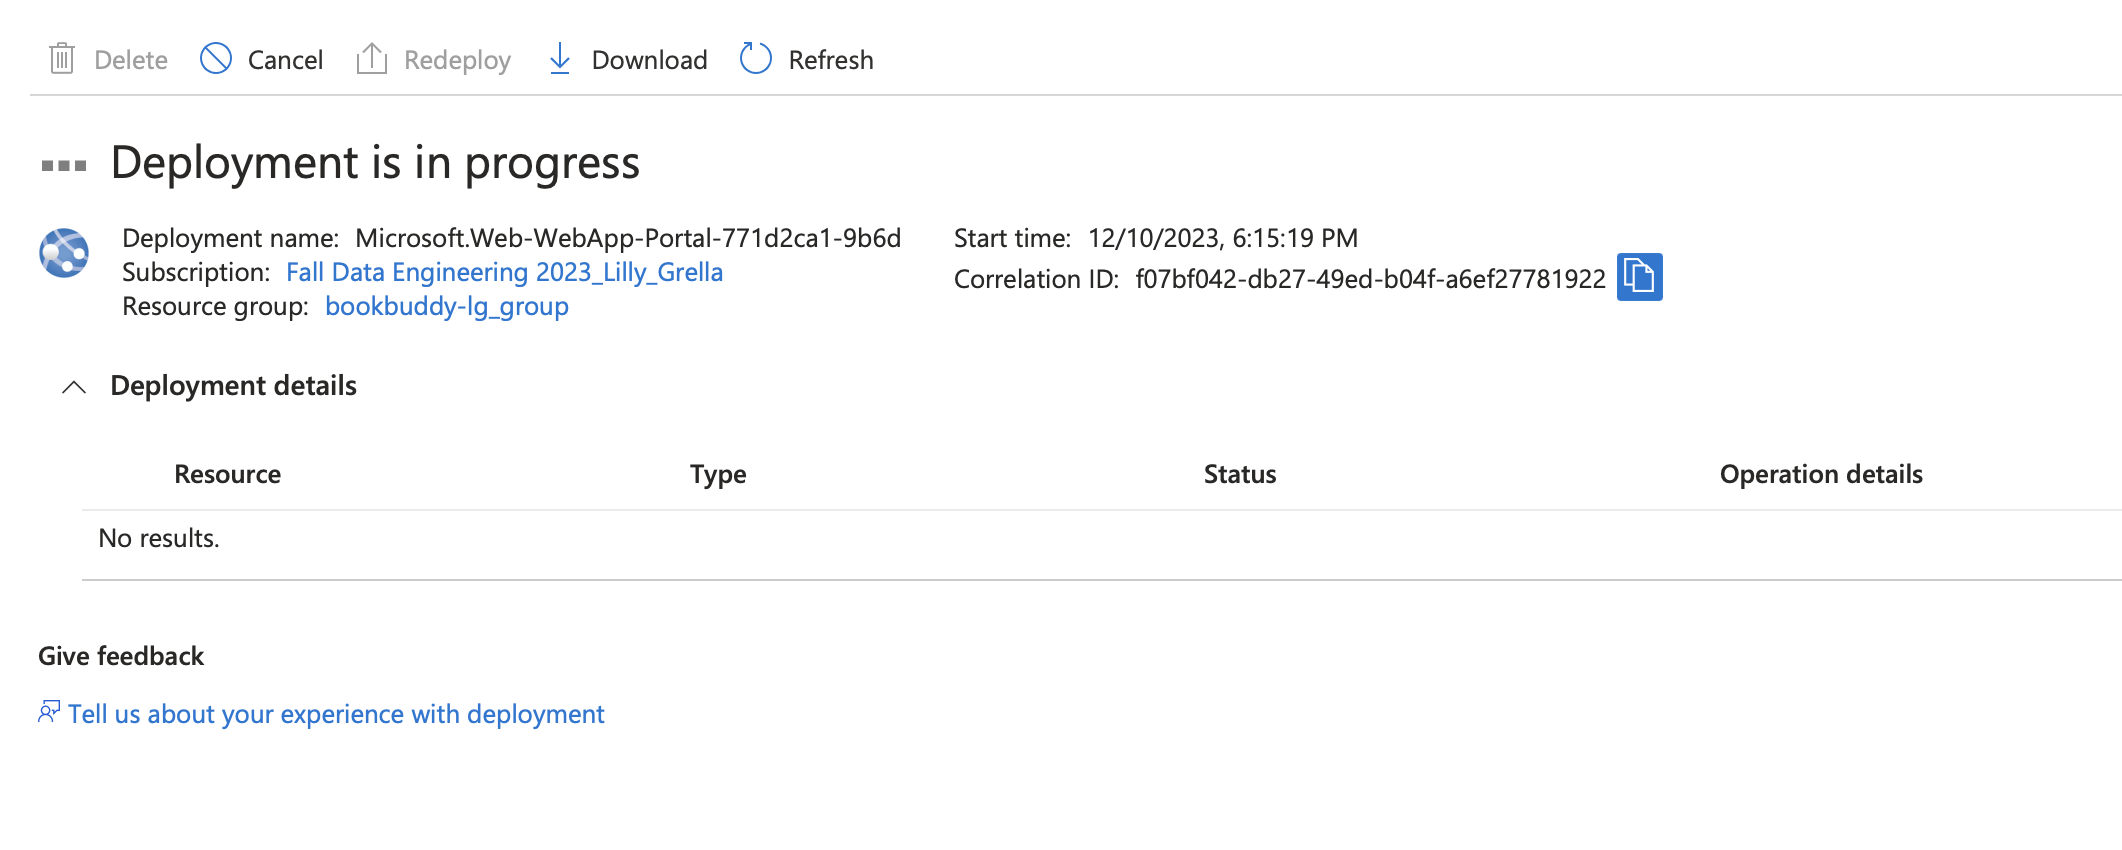 Delete Cancel Redeploy Download Refresh
Deployment is in progress
Deployment name: Microsoft.Web-WebApp-Portal-771d2ca1-9b6d
Subscription: Fall Data Engineering 2023_Lilly_Grella
Resource group: bookbuddy-lg_group
Start time: 12/10/2023, 6:15:19 PM
Correlation ID: f07bf042-db27-49ed-b04f-a6ef27781922
Deployment details
Resource Type Status Operation details
No results.
Give feedback
Tell us about your experience with deployment